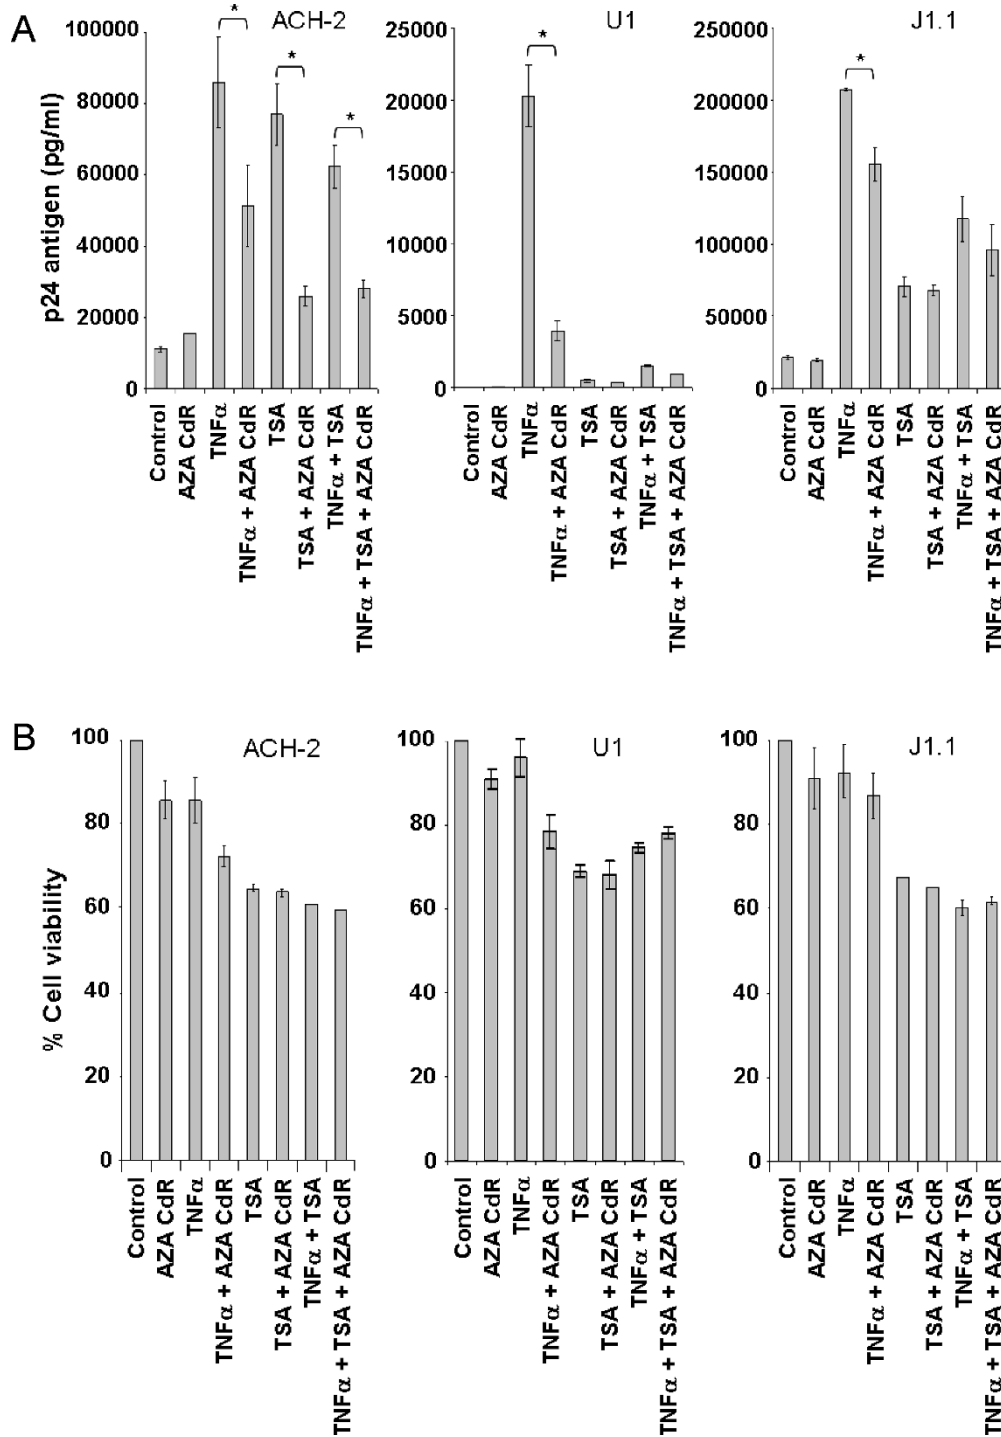 A
ACH-2
U1
J1.1
p24 antigen (pg/ml)
100000
80000
60000
40000
20000
0
*
*
*
Control
AZA CdR
TNFα
TNFα + AZA CdR
TSA
TSA + AZA CdR
TNFα + TSA
TNFα + TSA + AZA CdR
25000
20000
15000
10000
5000
0
*
Control
AZA CdR
TNFα
TNFα + AZA CdR
TSA
TSA + AZA CdR
TNFα + TSA
TNFα + TSA + AZA CdR
250000
200000
150000
100000
50000
0
*
Control
AZA CdR
TNFα
TNFα + AZA CdR
TSA
TSA + AZA CdR
TNFα + TSA
TNFα + TSA + AZA CdR
B
ACH-2
U1
J1.1
% Cell viability
100
80
60
40
20
0
Control
AZA CdR
TNFα
TNFα + AZA CdR
TSA
TSA + AZA CdR
TNFα + TSA
TNFα + TSA + AZA CdR
100
80
60
40
20
0
Control
AZA CdR
TNFα
TNFα + AZA CdR
TSA
TSA + AZA CdR
TNFα + TSA
TNFα + TSA + AZA CdR
100
80
60
40
20
0
Control
AZA CdR
TNFα
TNFα + AZA CdR
TSA
TSA + AZA CdR
TNFα + TSA
TNFα + TSA + AZA CdR